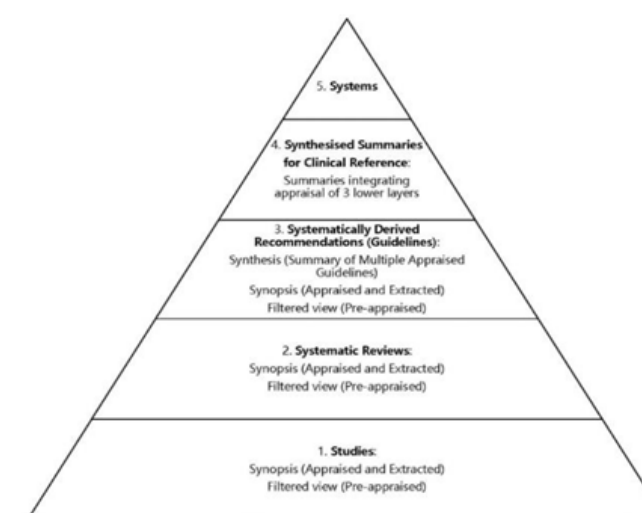 5. Systems
4. Synthesised Summaries
for Clinical Reference:
Summaries integrating
appraisal of 3 lower layers
3. Systematically Derived
Recommendations (Guidelines):
Synthesis (Summary of Multiple Appraised
Guidelines)
Synopsis (Appraised and Extracted)
Filtered view (Pre-appraised)
2. Systematic Reviews:
Synopsis (Appraised and Extracted)
Filtered view (Pre-appraised)
1. Studies:
Synopsis (Appraised and Extracted)
Filtered view (Pre-appraised)